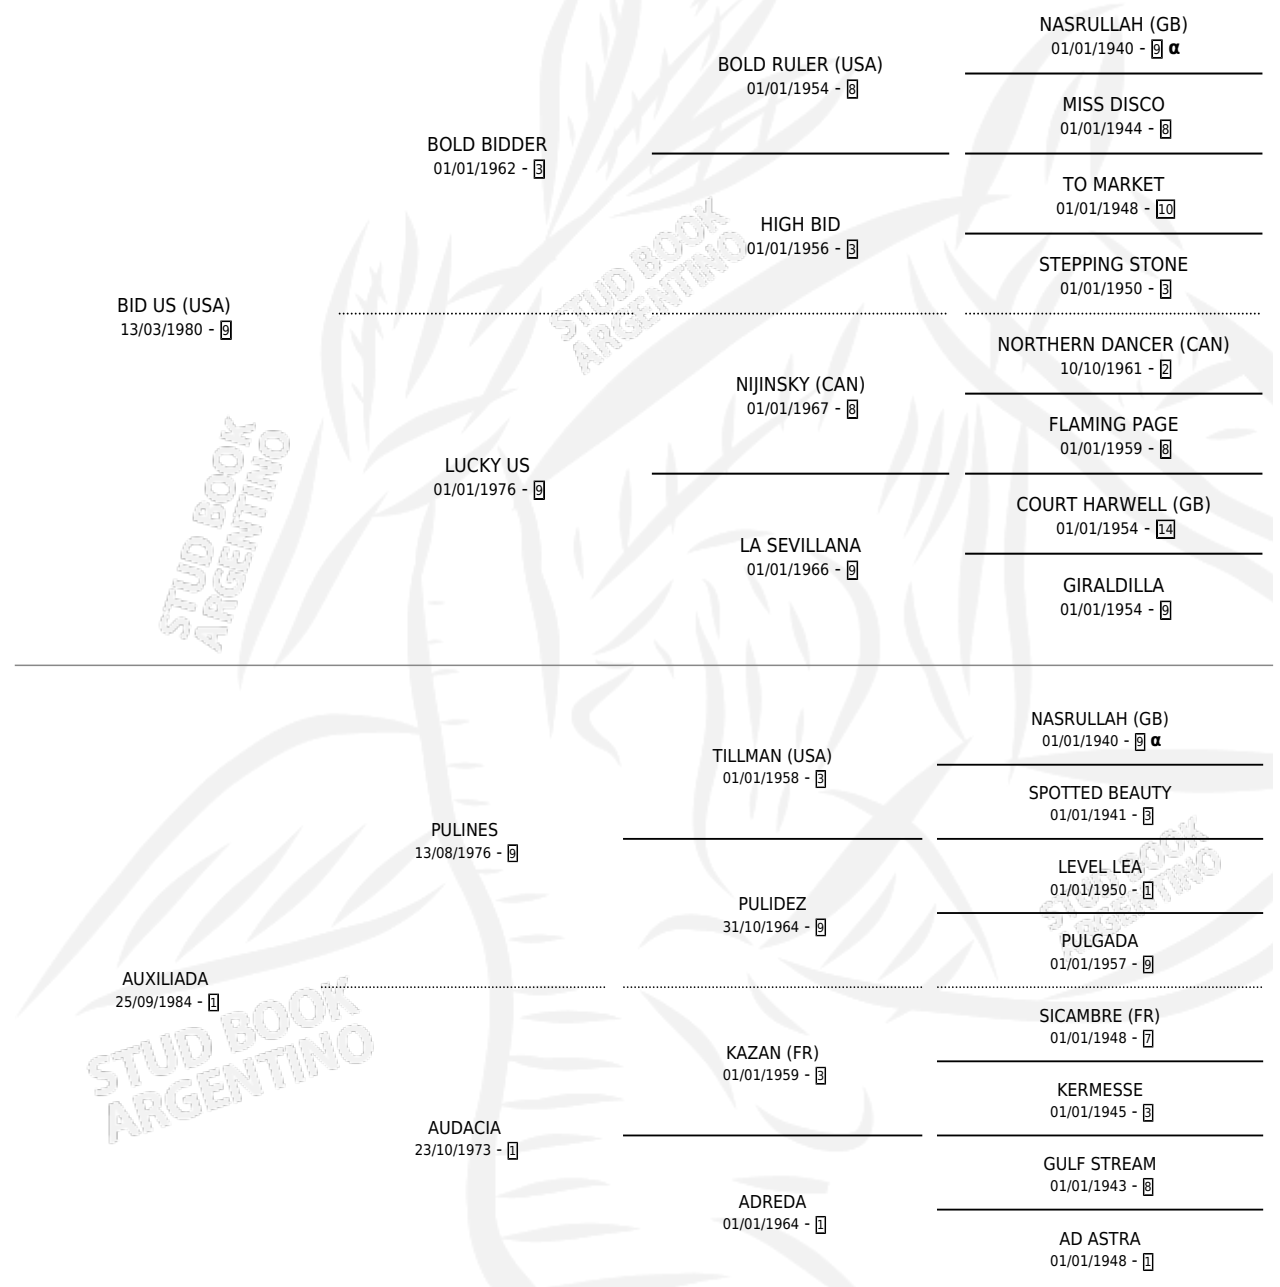 NASRULLAH (GB)
01/01/1940 - 9 α
BOLD RULER (USA)
01/01/1954 - 8
MISS DISCO
01/01/1944 - 8
BOLD BIDDER
01/01/1962 - 3
TO MARKET
01/01/1948 - 10
HIGH BID
01/01/1956 - 3
STEPPING STONE
01/01/1950 - 3
BID US (USA)
13/03/1980 - 9
NORTHERN DANCER (CAN)
10/10/1961 - 2
NIJINSKY (CAN)
01/01/1967 - 8
FLAMING PAGE
01/01/1959 - 8
LUCKY US
01/01/1976 - 9
COURT HARWELL (GB)
01/01/1954 - 14
LA SEVILLANA
01/01/1966 - 9
GIRALDILLA
01/01/1954 - 9
NASRULLAH (GB)
01/01/1940 - 9 α
TILLMAN (USA)
01/01/1958 - 3
SPOTTED BEAUTY
01/01/1941 - 3
PULINES
13/08/1976 - 9
LEVEL LEA
01/01/1950 - 1
PULIDEZ
31/10/1964 - 9
PULGADA
01/01/1957 - 9
AUXILIADA
25/09/1984 - 1
SICAMBRE (FR)
01/01/1948 - 7
KAZAN (FR)
01/01/1959 - 3
KERMESSE
01/01/1945 - 3
AUDACIA
23/10/1973 - 1
GULF STREAM
01/01/1943 - 8
ADREDA
01/01/1964 - 1
AD ASTRA
01/01/1948 - 1
STUD BOOK
ARGENTINO
STUD BOOK
ARGENTINO
STUD BOOK
ARGENTINO
STUD BOOK
ARGENTINO